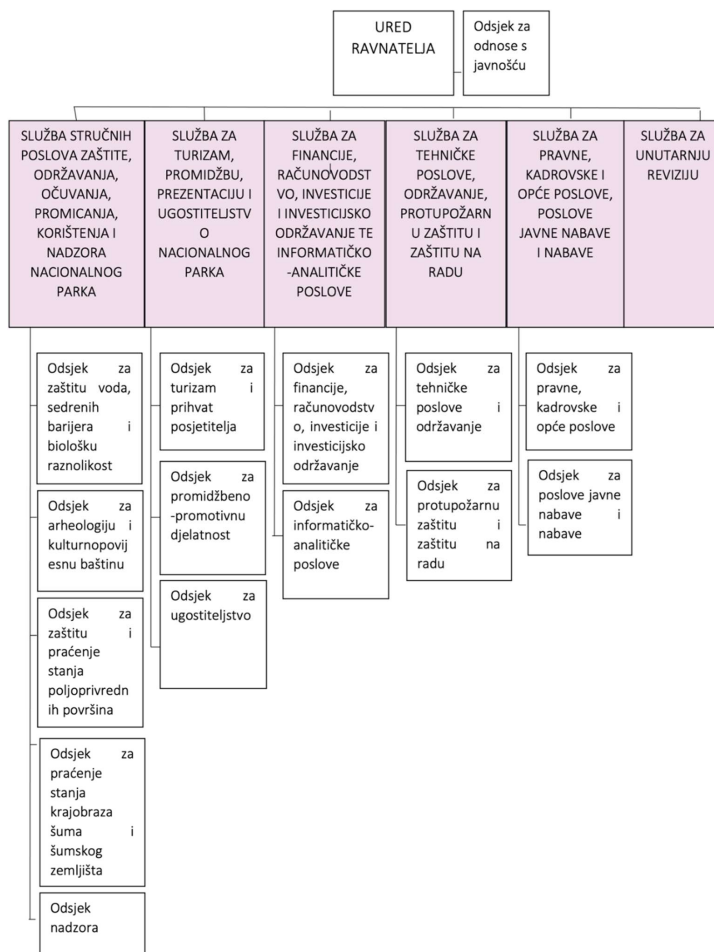 URED
RAVNATELJA
Odsjek za
odnose s
javnošću
SLUŽBA STRUČNIH
POSLOVA ZAŠTITE,
ODRŽAVANJA,
OČUVANJA,
PROMICANJA,
KORIŠTENJA I
NADZORA
NACIONALNOG
PARKA
SLUŽBA ZA
TURIZAM,
PROMIDŽBU,
PREZENTACIJU I
UGOSTITELJSTV
O
NACIONALNOG
PARKA
SLUŽBA ZA
FINANCIJE,
RAČUNOVODST
VO, INVESTICIJE
I INVESTICIJSKO
ODRŽAVANJE TE
INFORMATIČKO
-ANALITIČKE
POSLOVE
SLUŽBA ZA
TEHNIČKE
POSLOVE,
ODRŽAVANJE,
PROTUPOŽARN
U ZAŠTITU I
ZAŠTITU NA
RADU
SLUŽBA ZA
PRAVNE,
KADROVSKE I
OPĆE POSLOVE,
POSLOVE
JAVNE NABAVE
I NABAVE
SLUŽBA ZA
UNUTARNJU
REVIZIJU
Odsjek za
zaštitu voda,
sedrenih
barijera i
biološku
raznolikost
Odsjek za
arheologiju i
kulturnopovij
esnu baštinu
Odsjek za
zaštitu i
praćenje
stanja
poljoprivredn
ih površina
Odsjek za
praćenje
stanja
krajobraza
šuma i
šumskog
zemljišta
Odsjek
nadzora
Odsjek za
turizam i
prihvat
posjetitelja
Odsjek za
promidžbeno
-promotivnu
djelatnost
Odsjek za
ugostiteljstvo
Odsjek za
financije,
računovodstv
o, investicije i
investicijsko
održavanje
Odsjek za
informatičko-
analitičke
poslove
Odsjek za
tehničke
poslove i
održavanje
Odsjek za
protupožarnu
zaštitu i
zaštitu na
radu
Odsjek za
pravne,
kadrovske i
opće poslove
Odsjek za
poslove javne
nabave i
nabave